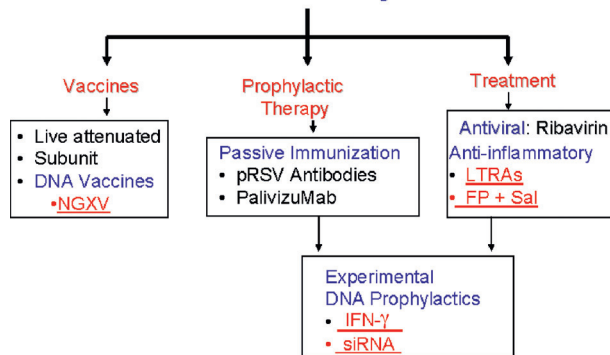 Vaccines
Prophylactic
Therapy
Treatment
• Live attenuated
• Subunit
• DNA Vaccines
•NGXV
Passive Immunization
• pRSV Antibodies
• PalivizuMab
Antiviral: Ribavirin
Anti-inflammatory
• LTRAs
• FP + Sal
Experimental
DNA Prophylactics
• IFN-γ
• siRNA